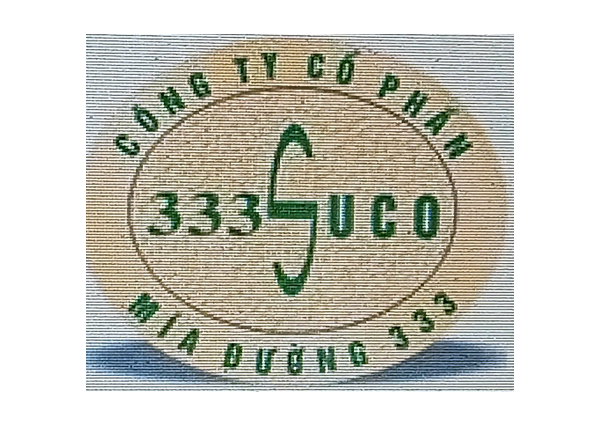 CÔNG TY CỔ PHẦN
333SUCO
MÍA ĐƯỜNG 333